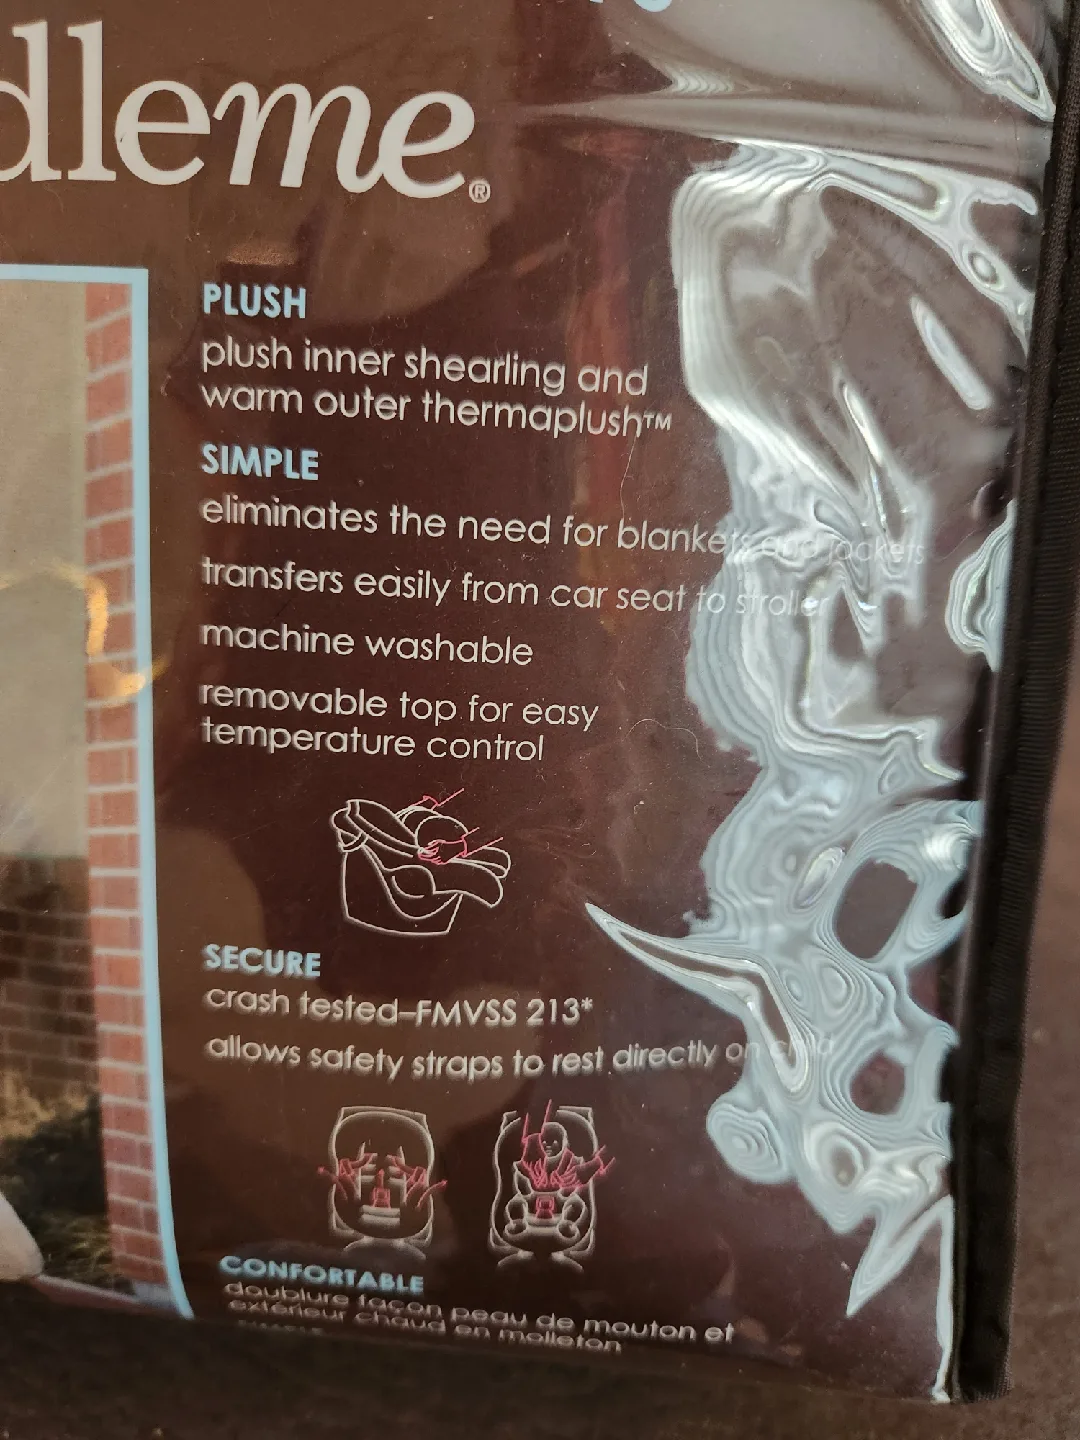 dleme®
PLUSH
plush inner shearling and
warm outer thermaplush™
SIMPLE
eliminates the need for blankets and jackets
transfers easily from car seat to stroller
machine washable
removable top for easy
temperature control
SECURE
crash tested–FMVSS 213*
allows safety straps to rest directly on child
CONFORTABLE
doublure façon peau de mouton et
extérieur chaud en molleton